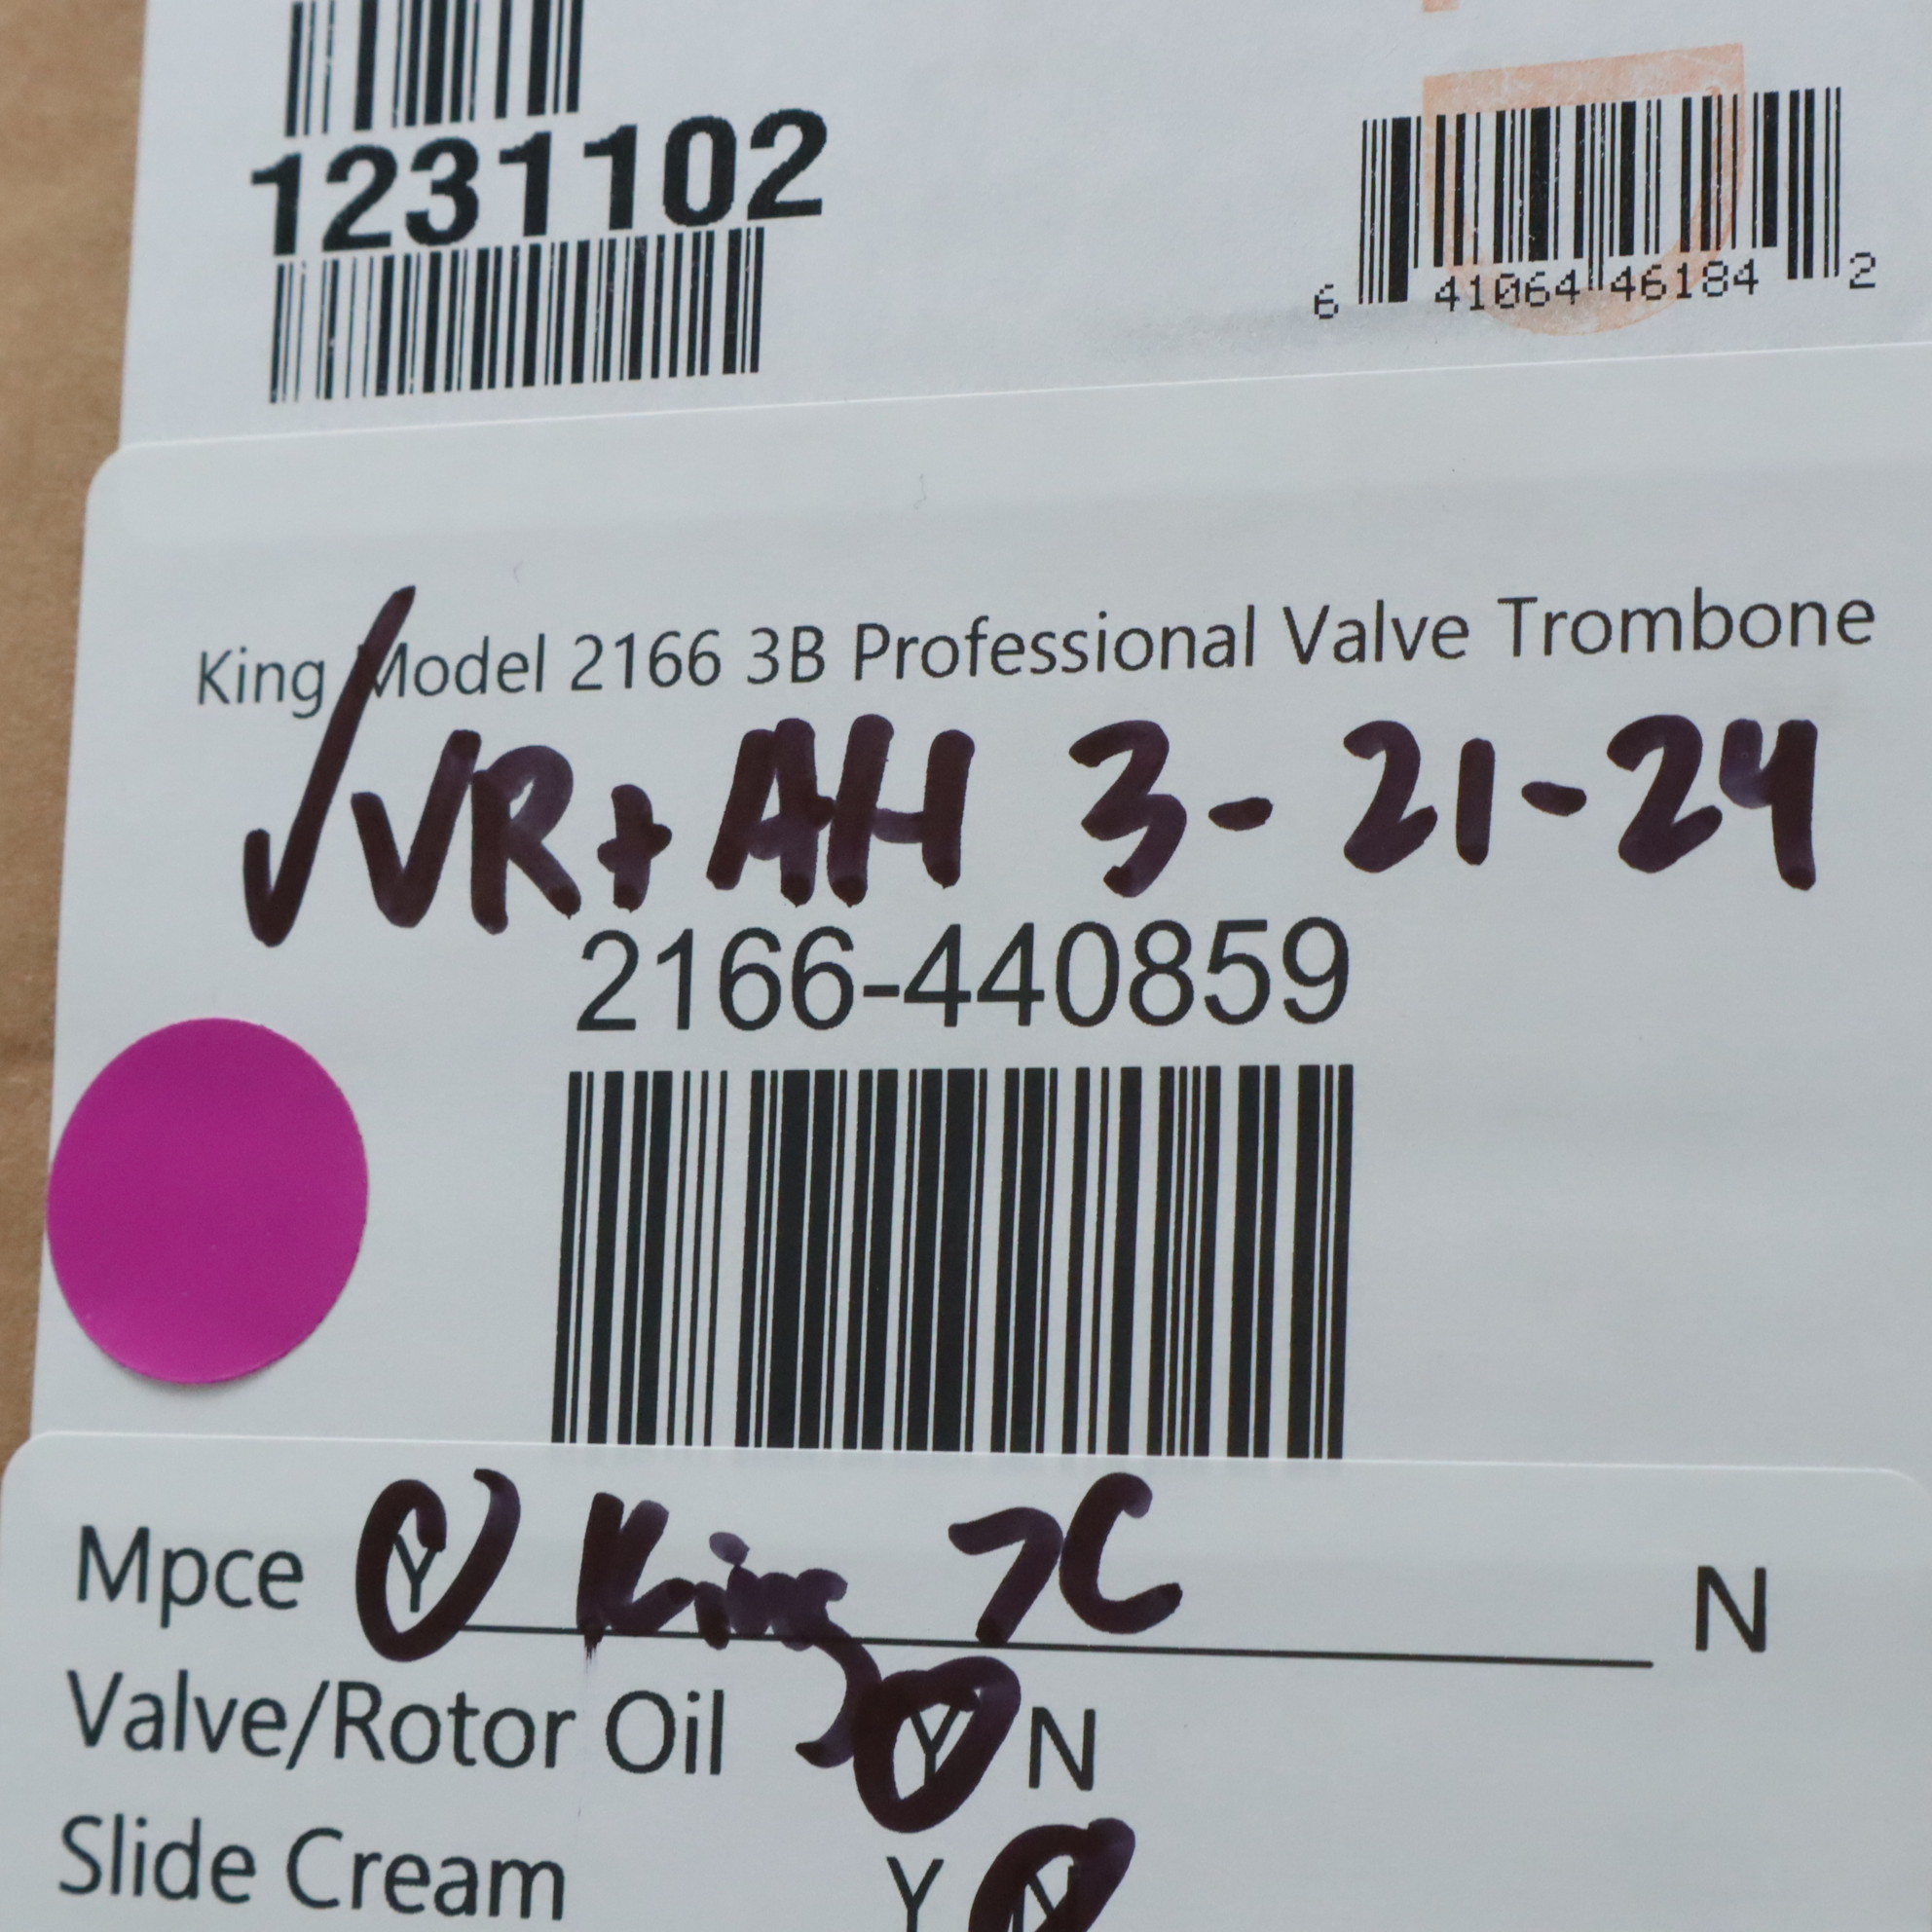 1231102
6 41064 46184 2
King Model 2166 3B Professional Valve Trombone
✓VR+AH 3-21-24
2166-440859
Mpce Y King 7C N
Valve/Rotor Oil Y N
Slide Cream Y N